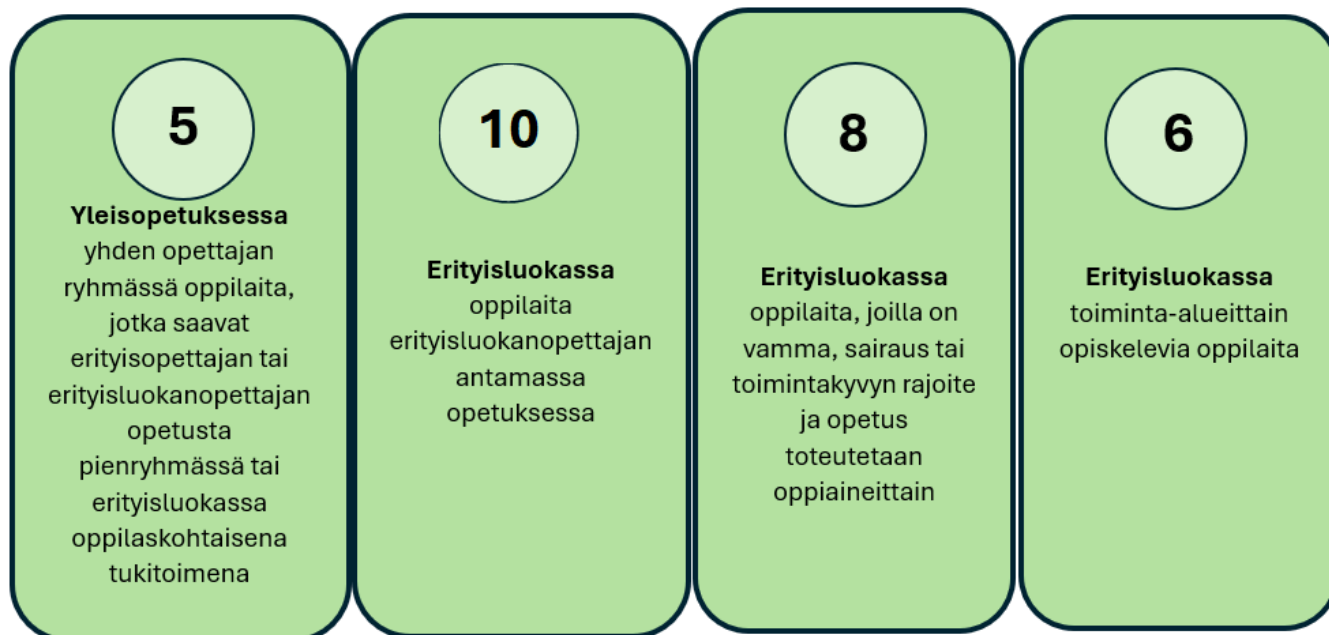 5
Yleisopetuksessa
yhden opettajan
ryhmässä oppilaita,
jotka saavat
erityisopettajan tai
erityisluokanopettajan
opetusta
pienryhmässä tai
erityisluokassa
oppilaskohtaisena
tukitoimena
10
Erityisluokassa
oppilaita
erityisluokanopettajan
antamassa
opetuksessa
8
Erityisluokassa
oppilaita, joilla on
vamma, sairaus tai
toimintakyvyn rajoite
ja opetus
toteutetaan
oppiaineittain
6
Erityisluokassa
toiminta-alueittain
opiskelevia oppilaita